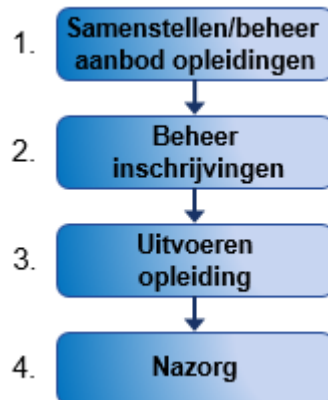 1. Samenstellen/beheer
aanbod opleidingen
2. Beheer
inschrijvingen
3. Uitvoeren
opleiding
4. Nazorg